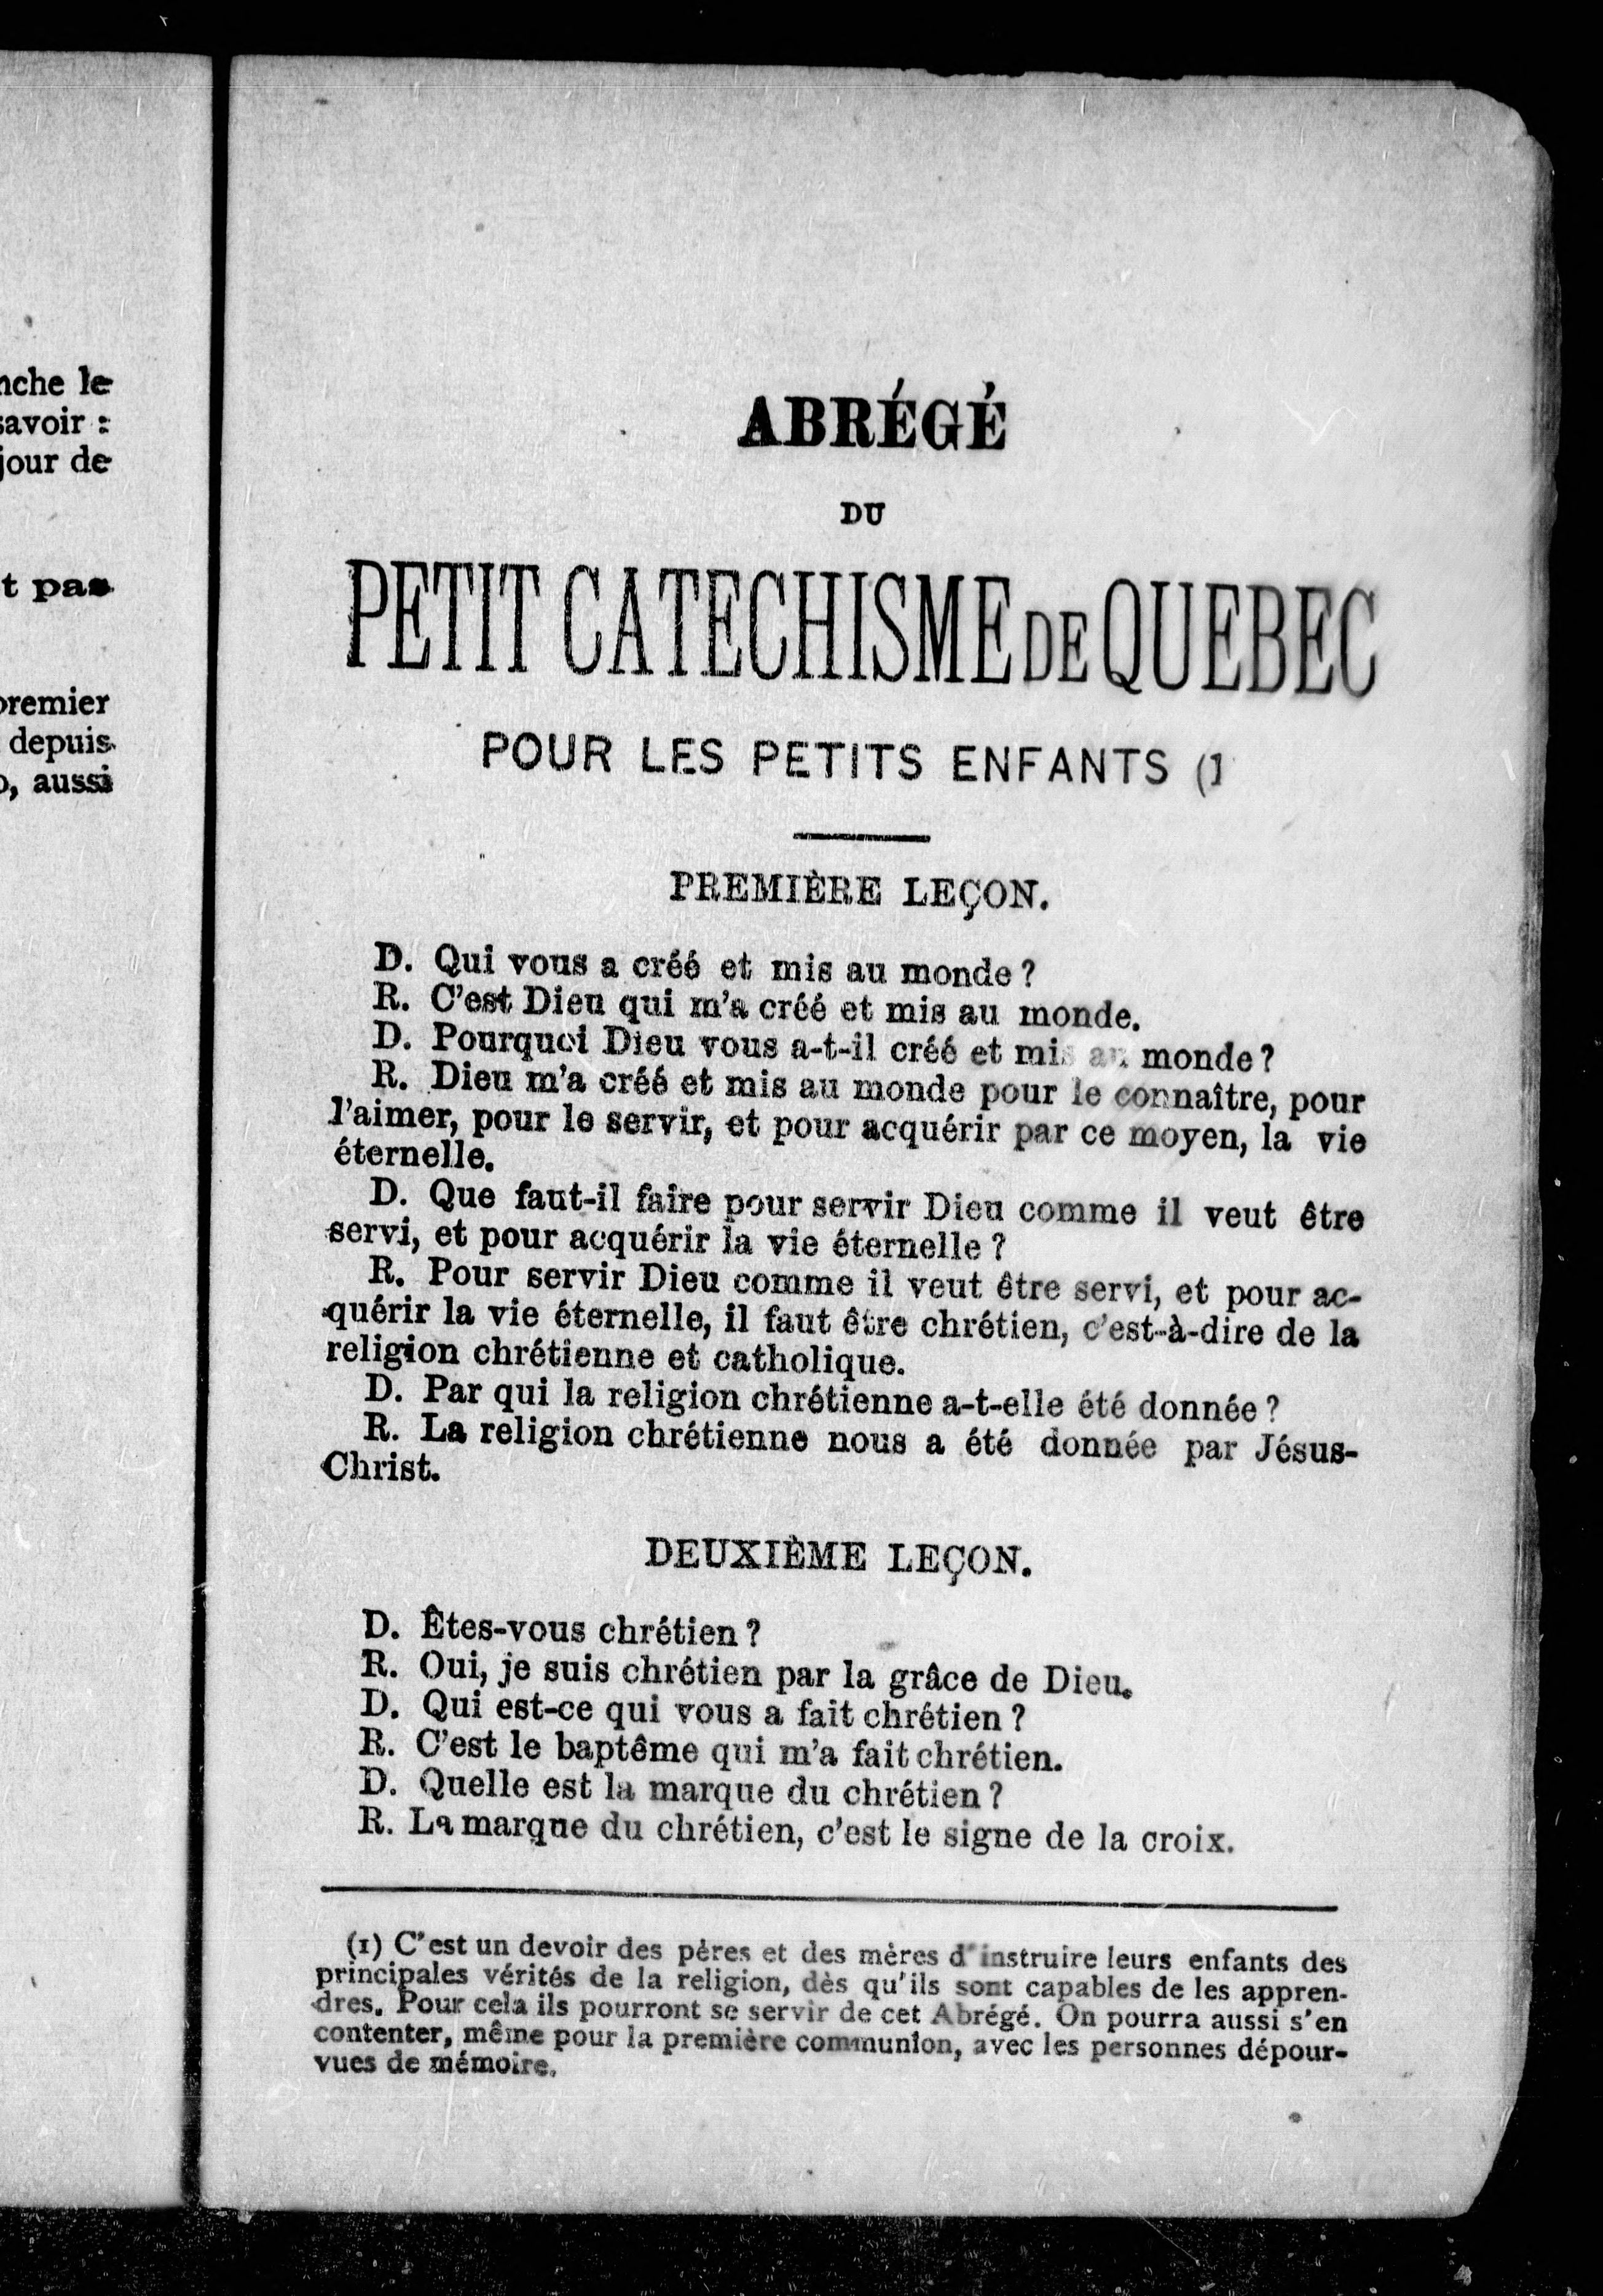 nche le
savoir :
jour de
t pas
premier
depuis
o, aussi
ABRÉGÉ
DU
PETIT CATECHISME DE QUEBEC
POUR LES PETITS ENFANTS (1
PREMIÈRE LEÇON.
D. Qui vous a créé et mis au monde ?
R. C'est Dieu qui m'a créé et mis au monde.
D. Pourquoi Dieu vous a-t-il créé et mis au monde ?
R. Dieu m'a créé et mis au monde pour le connaître, pour
l'aimer, pour le servir, et pour acquérir par ce moyen, la vie
éternelle.
D. Que faut-il faire pour servir Dieu comme il veut être
servi, et pour acquérir la vie éternelle ?
R. Pour servir Dieu comme il veut être servi, et pour ac-
quérir la vie éternelle, il faut être chrétien, c'est-à-dire de la
religion chrétienne et catholique.
D. Par qui la religion chrétienne a-t-elle été donnée ?
R. La religion chrétienne nous a été donnée par Jésus-
Christ.
DEUXIÈME LEÇON.
D. Êtes-vous chrétien ?
R. Oui, je suis chrétien par la grâce de Dieu.
D. Qui est-ce qui vous a fait chrétien ?
R. C'est le baptême qui m'a fait chrétien.
D. Quelle est la marque du chrétien ?
R. La marque du chrétien, c'est le signe de la croix.
(1) C'est un devoir des pères et des mères d'instruire leurs enfants des
principales vérités de la religion, dès qu'ils sont capables de les appren-
dres. Pour cela ils pourront se servir de cet Abrégé. On pourra aussi s'en
contenter, même pour la première communion, avec les personnes dépour-
vues de mémoire.